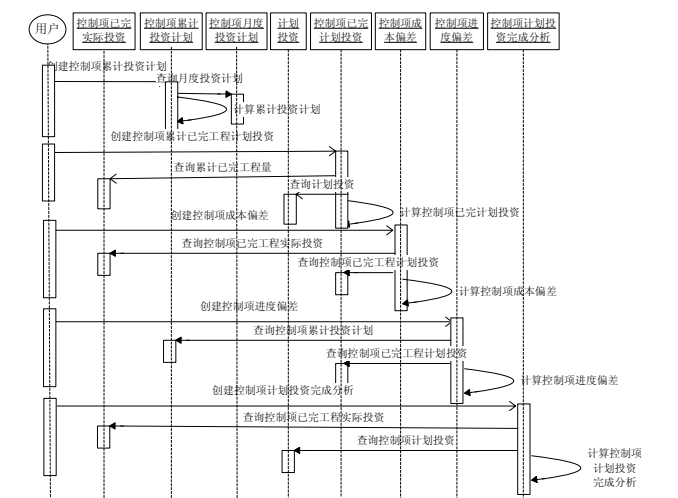 用户
控制项已完
实际投资
控制项累计
投资计划
控制项月度
投资计划
计划
投资
控制项已完
计划投资
控制项成
本偏差
控制项进
度偏差
控制项计划投
资完成分析
创建控制项累计投资计划
查询月度投资计划
计算累计投资计划
创建控制项累计已完工程计划投资
查询累计已完工程量
查询计划投资
计算控制项已完计划投资
创建控制项成本偏差
查询控制项已完工程实际投资
查询控制项已完工程计划投资
计算控制项成本偏差
创建控制项进度偏差
查询控制项累计投资计划
查询控制项已完工程计划投资
计算控制项进度偏差
创建控制项计划投资完成分析
查询控制项已完工程实际投资
查询控制项计划投资
计算控制项
计划投资
完成分析